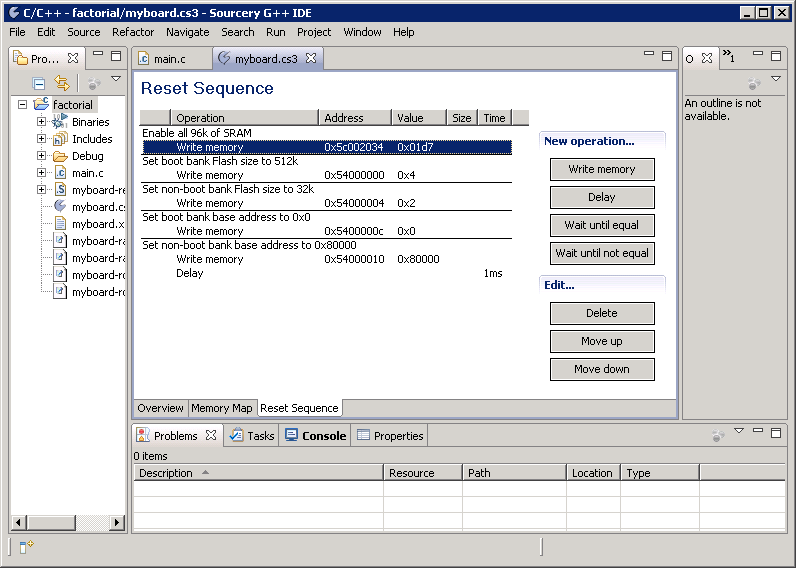 C/C++ - factorial/myboard.cs3 - Sourcery G++ IDE
File Edit Source Refactor Navigate Search Run Project Window Help
Pro...
main.c
myboard.cs3
O
»1
factorial
Binaries
Includes
Debug
main.c
myboard-re
myboard.cs
myboard.x
myboard-ra
myboard-ra
myboard-ro
myboard-ro
Reset Sequence
Operation Address Value Size Time
Enable all 96k of SRAM
Write memory 0x5c002034 0x01d7
Set boot bank Flash size to 512k
Write memory 0x54000000 0x4
Set non-boot bank Flash size to 32k
Write memory 0x54000004 0x2
Set boot bank base address to 0x0
Write memory 0x5400000c 0x0
Set non-boot bank base address to 0x80000
Write memory 0x54000010 0x80000
Delay 1ms
New operation...
Write memory
Delay
Wait until equal
Wait until not equal
Edit...
Delete
Move up
Move down
Overview Memory Map Reset Sequence
An outline is not
available.
Problems Tasks Console Properties
0 items
Description Resource Path Location Type